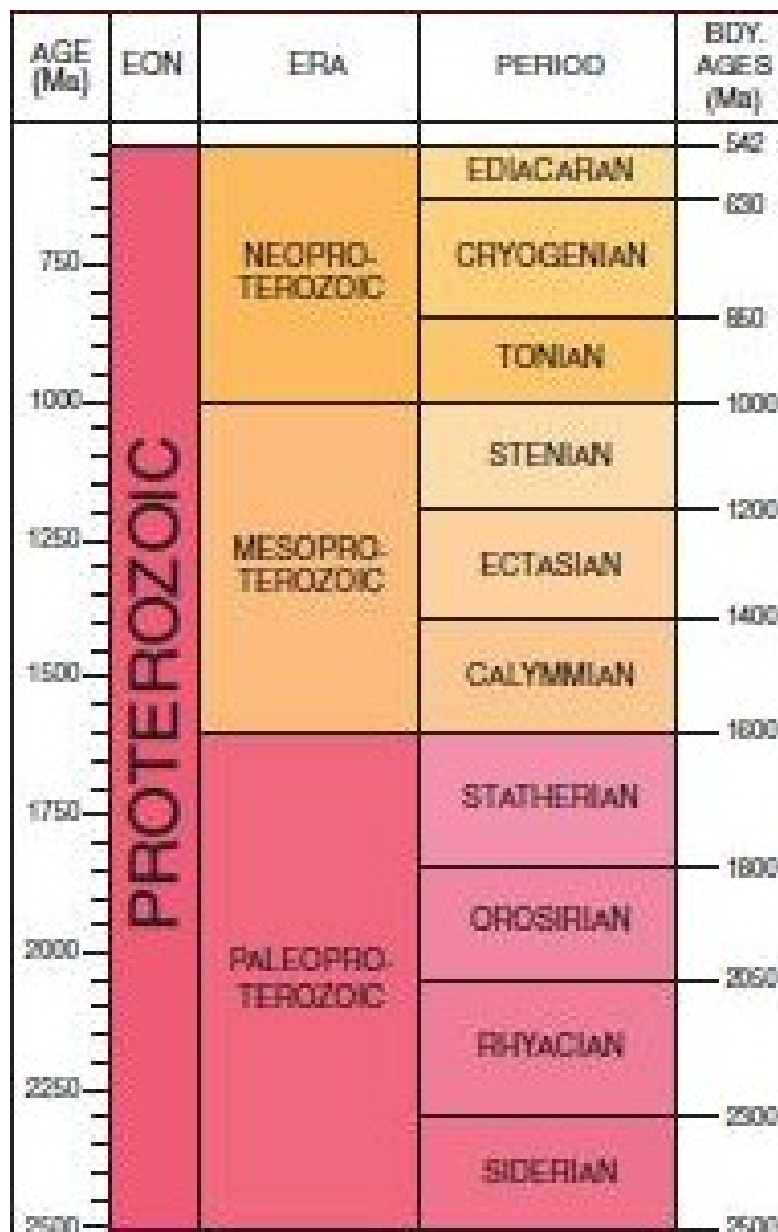 AGE
(Ma)
EON
ERA
PERIOD
BDY.
AGES
(Ma)
750
1000
1250
1500
1750
2000
2250
2500
PROTEROZOIC
NEOPRO-
TEROZOIC
MESOPRO-
TEROZOIC
PALEOPRO-
TEROZOIC
EDIACARAN
CRYOGENIAN
TONIAN
STENIAN
ECTASIAN
CALYMMIAN
STATHERIAN
OROSIRIAN
RHYACIAN
SIDERIAN
542
630
850
1000
1200
1400
1600
1800
2050
2300
2500